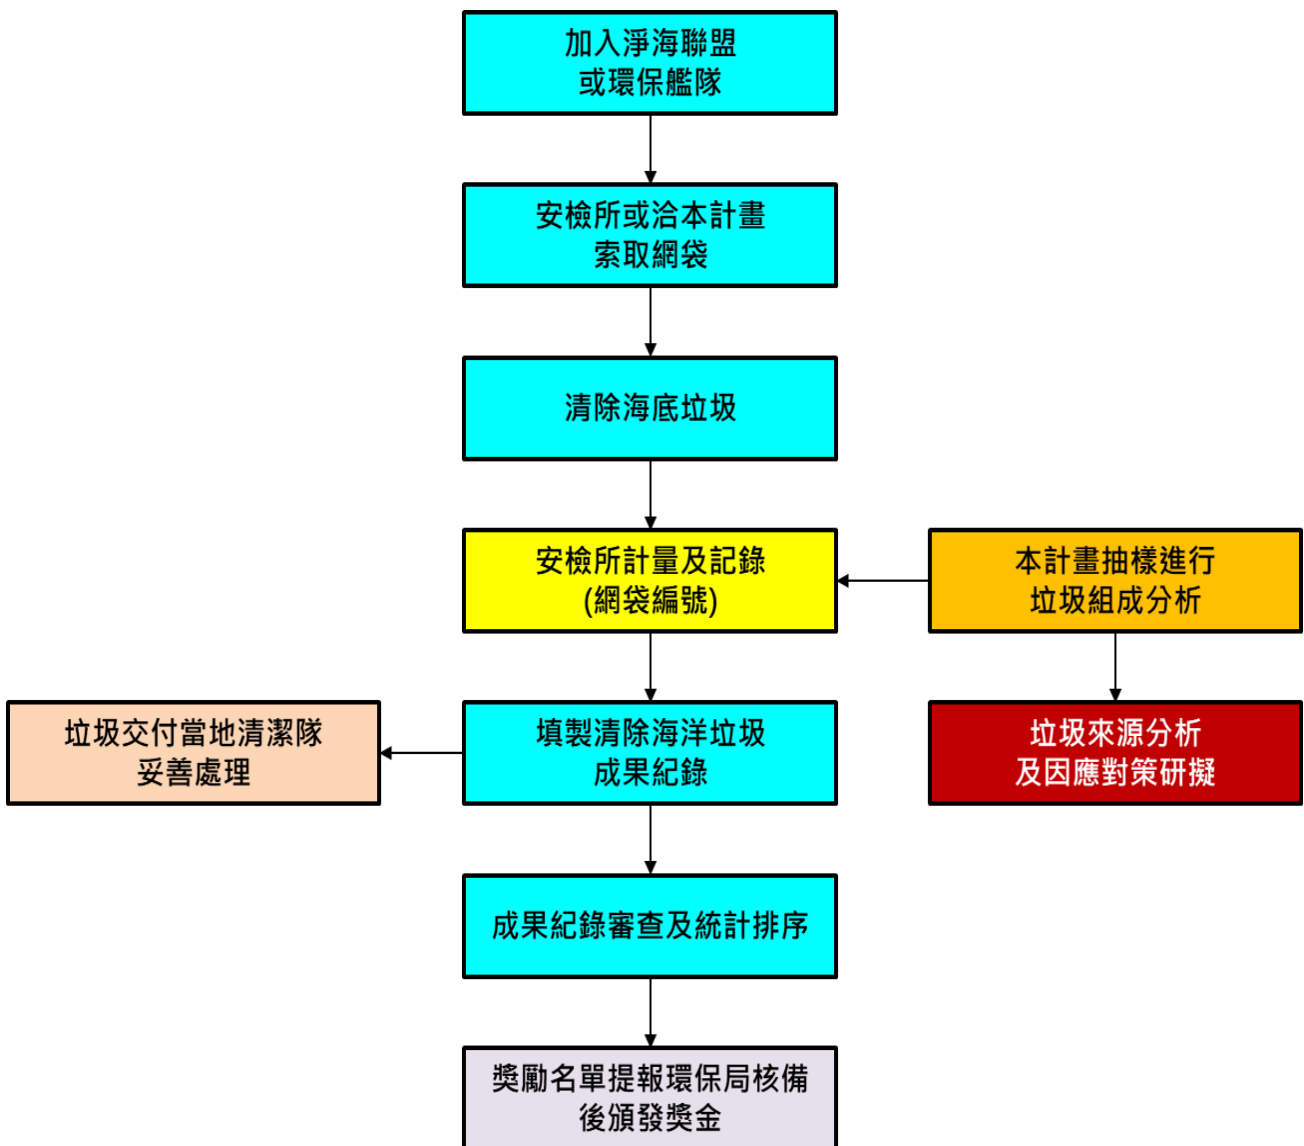 加入淨海聯盟
或環保艦隊
安檢所或洽本計畫
索取網袋
清除海底垃圾
安檢所計量及記錄
(網袋編號)
本計畫抽樣進行
垃圾組成分析
垃圾交付當地清潔隊
妥善處理
填製清除海洋垃圾
成果紀錄
垃圾來源分析
及因應對策研擬
成果紀錄審查及統計排序
獎勵名單提報環保局核備
後頒發獎金